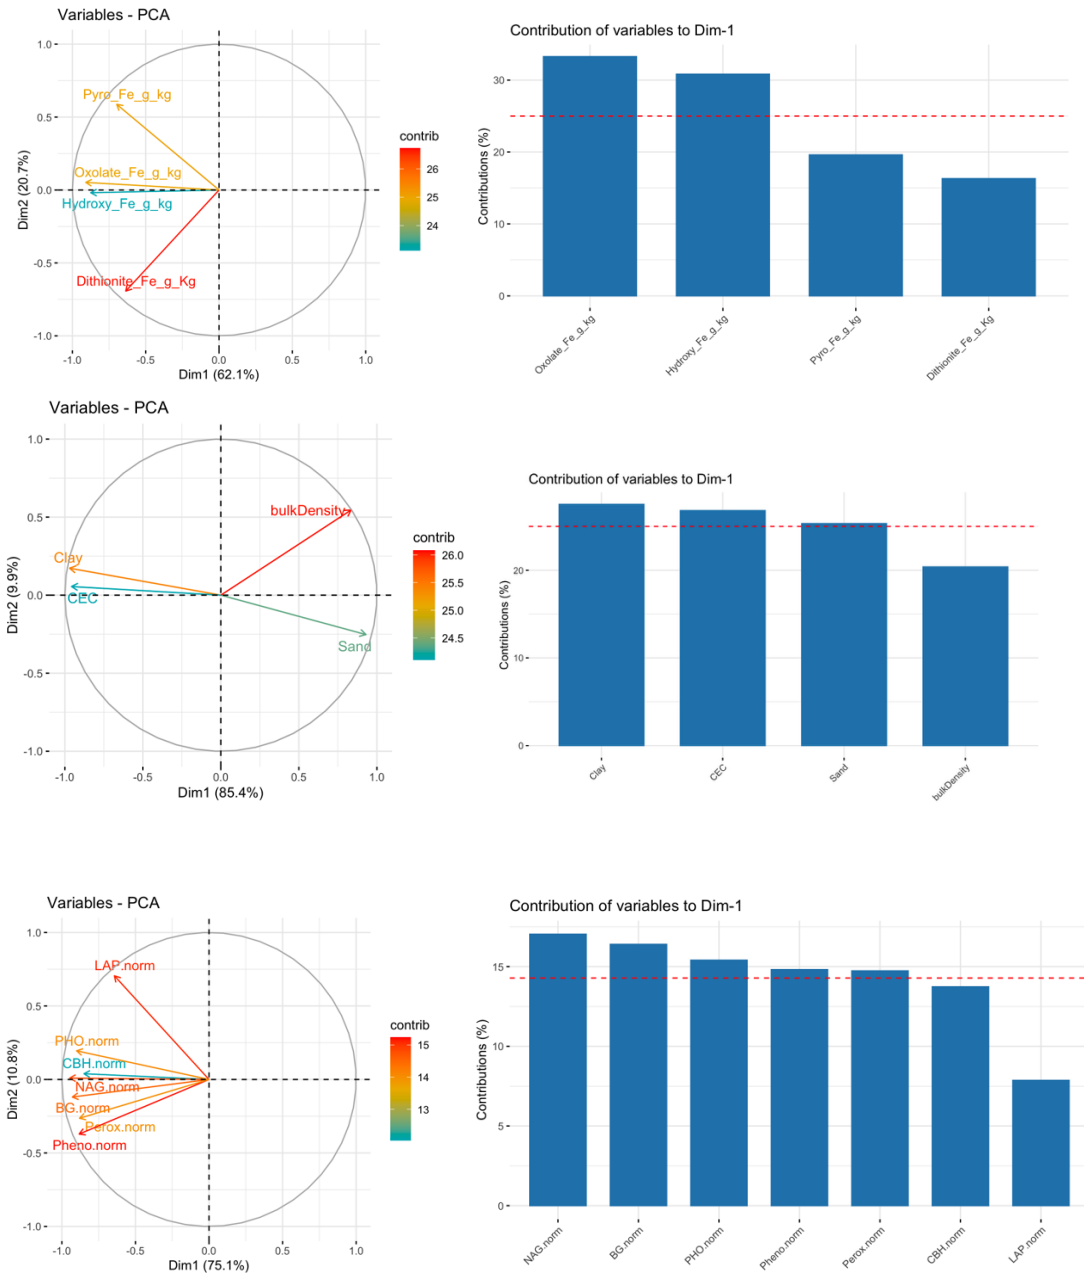 Variables - PCA
1.0
0.5
0.0
-0.5
-1.0
Dim2 (20.7%)
Pyro_Fe_g_kg
Oxolate_Fe_g_kg
Hydroxy_Fe_g_kg
Dithionite_Fe_g_Kg
-1.0 -0.5 0.0 0.5 1.0
Dim1 (62.1%)
contrib
26
25
24
Contribution of variables to Dim-1
Contributions (%)
30
20
10
0
Oxolate_Fe_g_kg
Hydroxy_Fe_g_kg
Pyro_Fe_g_kg
Dithionite_Fe_g_Kg
Variables - PCA
1.0
0.5
0.0
-0.5
-1.0
Dim2 (9.9%)
bulkDensity
Clay
CEC
Sand
-1.0 -0.5 0.0 0.5 1.0
Dim1 (85.4%)
contrib
26.0
25.5
25.0
24.5
Contribution of variables to Dim-1
Contributions (%)
20
10
0
Clay
CEC
Sand
bulkDensity
Variables - PCA
1.0
0.5
0.0
-0.5
-1.0
Dim2 (10.8%)
LAP.norm
PHO.norm
CBH.norm
NAG.norm
BG.norm
Perox.norm
Pheno.norm
-1.0 -0.5 0.0 0.5 1.0
Dim1 (75.1%)
contrib
15
14
13
Contribution of variables to Dim-1
Contributions (%)
15
10
5
0
NAG.norm
BG.norm
PHO.norm
Pheno.norm
Perox.norm
CBH.norm
LAP.norm